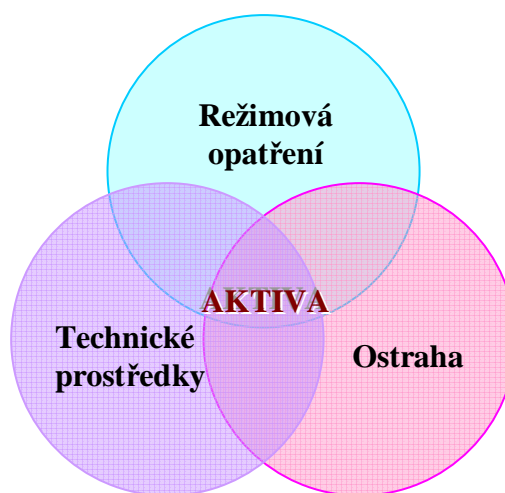 Režimová
opatření
AKTIVA
Technické
prostředky
Ostraha